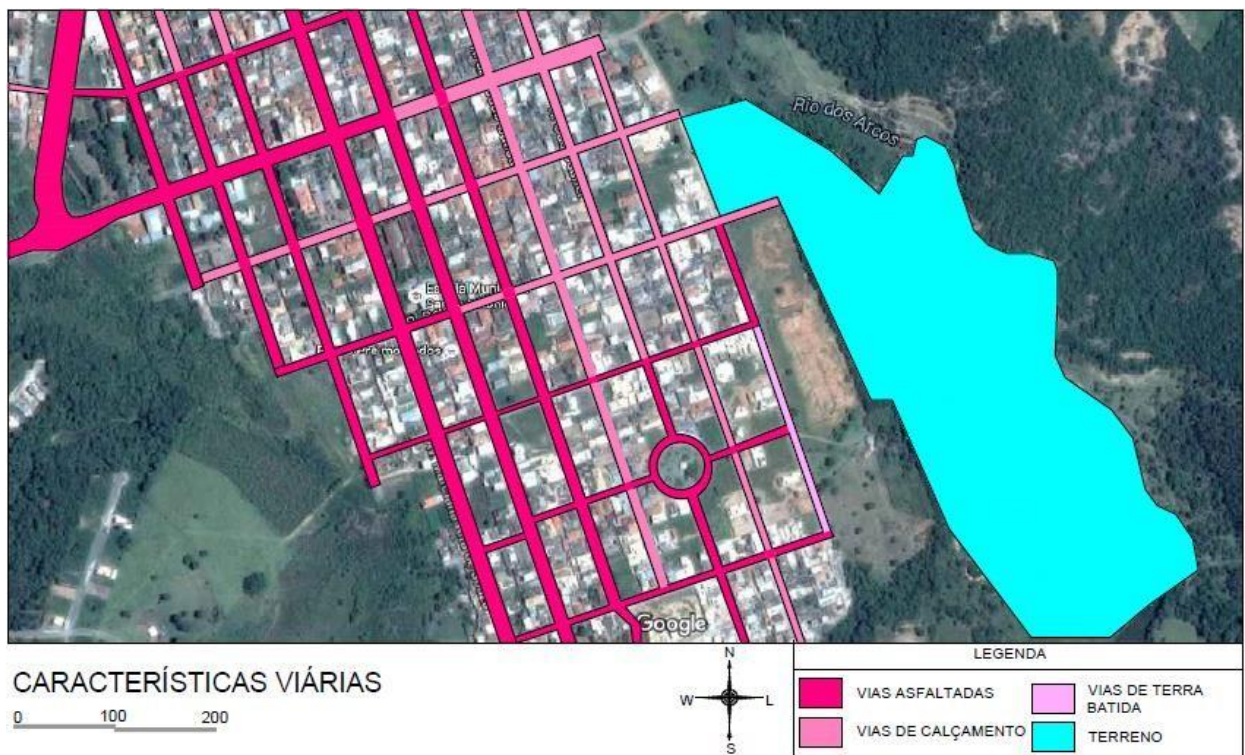 Rio dos Arcos
Google
CARACTERÍSTICAS VIÁRIAS
0 100 200
N
W L
S
LEGENDA
VIAS ASFALTADAS
VIAS DE CALÇAMENTO
VIAS DE TERRA
BATIDA
TERRENO